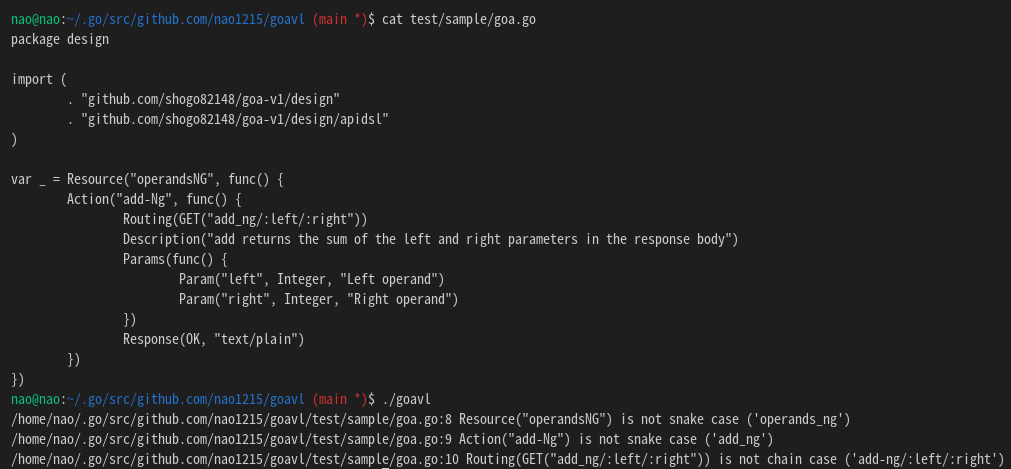 nao@nao:~/.go/src/github.com/nao1215/goavl (main *)$ cat test/sample/goa.go
package design

import (
        . "github.com/shogo82148/goa-v1/design"
        . "github.com/shogo82148/goa-v1/design/apidsl"
)

var _ = Resource("operandsNG", func() {
        Action("add-Ng", func() {
                Routing(GET("add_ng/:left/:right"))
                Description("add returns the sum of the left and right parameters in the response body")
                Params(func() {
                        Param("left", Integer, "Left operand")
                        Param("right", Integer, "Right operand")
                })
                Response(OK, "text/plain")
        })
})
nao@nao:~/.go/src/github.com/nao1215/goavl (main *)$ ./goavl
/home/nao/.go/src/github.com/nao1215/goavl/test/sample/goa.go:8 Resource("operandsNG") is not snake case ('operands_ng')
/home/nao/.go/src/github.com/nao1215/goavl/test/sample/goa.go:9 Action("add-Ng") is not snake case ('add_ng')
/home/nao/.go/src/github.com/nao1215/goavl/test/sample/goa.go:10 Routing(GET("add_ng/:left/:right")) is not chain case ('add-ng/:left/:right')